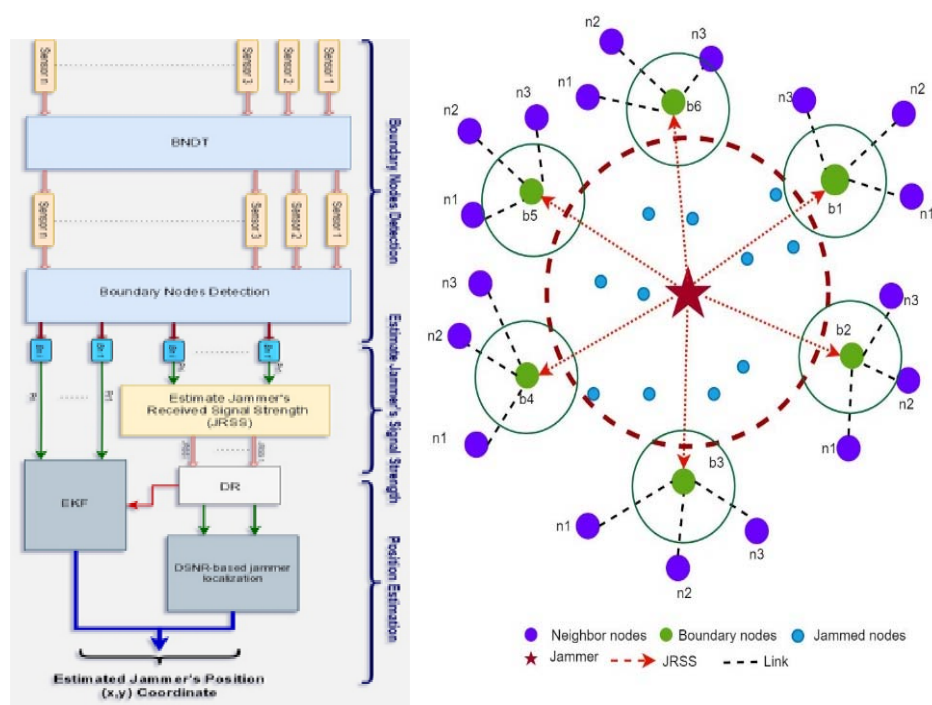 Sensor n
Sensor 3
Sensor 2
Sensor 1
BNDT
Sensor n
Sensor 3
Sensor 2
Sensor 1
Boundary Nodes Detection
Bn 1
Estimate Jammer's
Received Signal Strength
(JRSS)
DR
EKF
DSNR-based jammer
localization
Estimated Jammer's Position
(x,y) Coordinate
Boundary Nodes Detection
Estimate Jammer's Signal Strength
Position Estimation
n2
n3
n1
b6
n3
n2
n1
b1
n2
n3
n1
b5
n3
n2
n1
b4
b2
n3
n2
n1
b3
n1
n2
n3
Neighbor nodes
Boundary nodes
Jammed nodes
Jammer
JRSS
Link